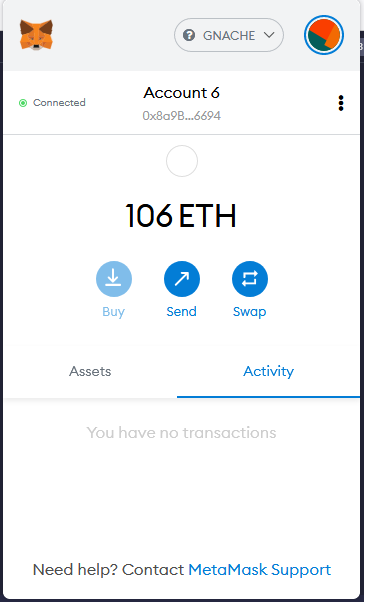 GNACHE
Connected
Account 6
0x8a9B...6694
106 ETH
Buy
Send
Swap
Assets
Activity
You have no transactions
Need help? Contact MetaMask Support